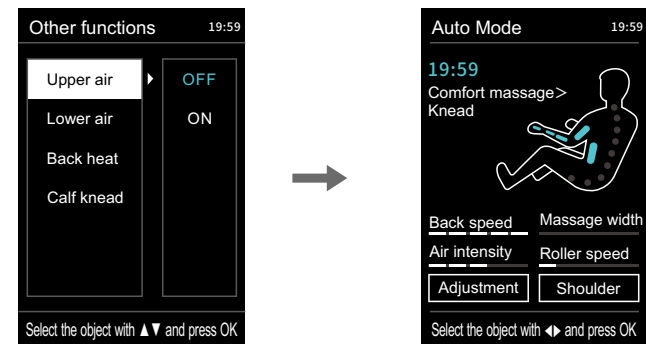 Other functions 19:59
Upper air
Lower air
Back heat
Calf knead
OFF
ON
Select the object with ▲▼ and press OK
Auto Mode 19:59
19:59
Comfort massage>
Knead
Back speed Massage width
Air intensity Roller speed
Adjustment Shoulder
Select the object with ◀▶ and press OK